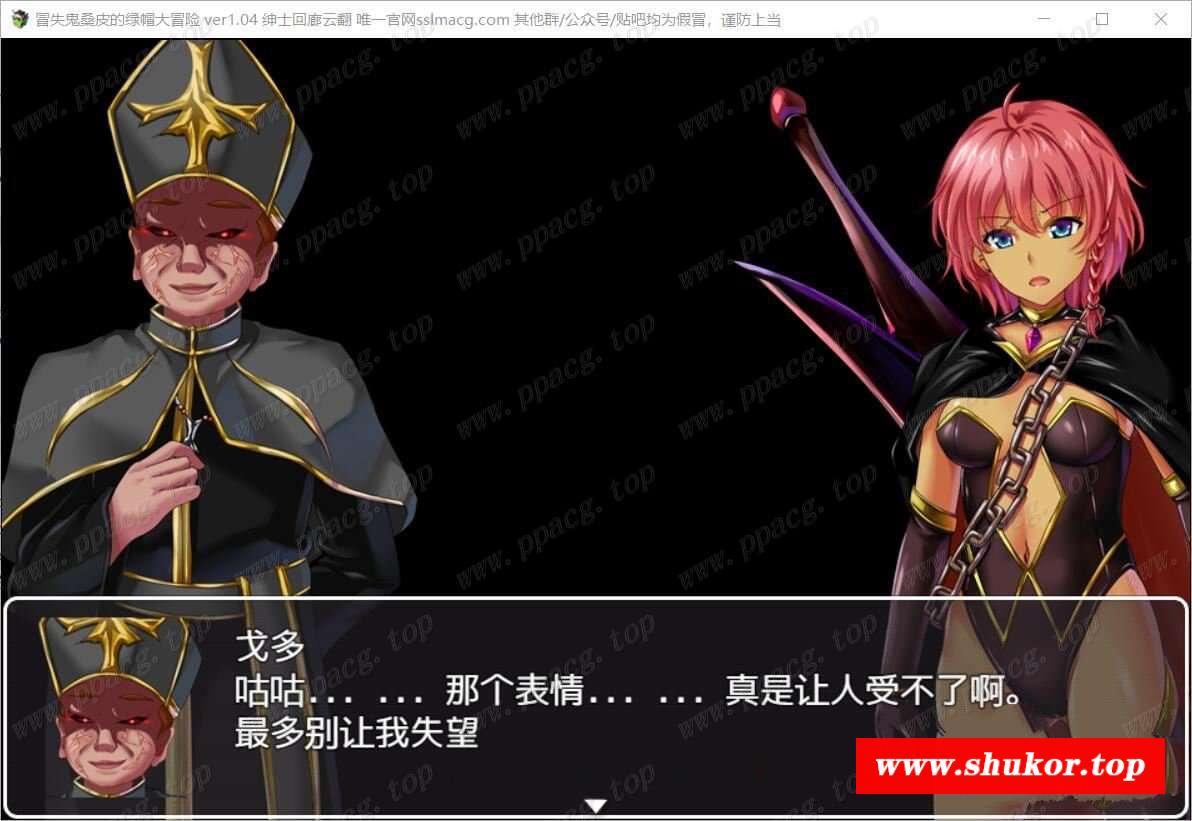 冒失鬼桑皮的绿帽大冒险 ver1.04 绅士回廊云翻 唯一官网sslmacg.com 其他群/公众号/贴吧均为假冒，谨防上当
www.ppacg.top
戈多
咕咕... ... 那个表情... ... 真是让人受不了啊。
最多别让我失望
www.shukor.top